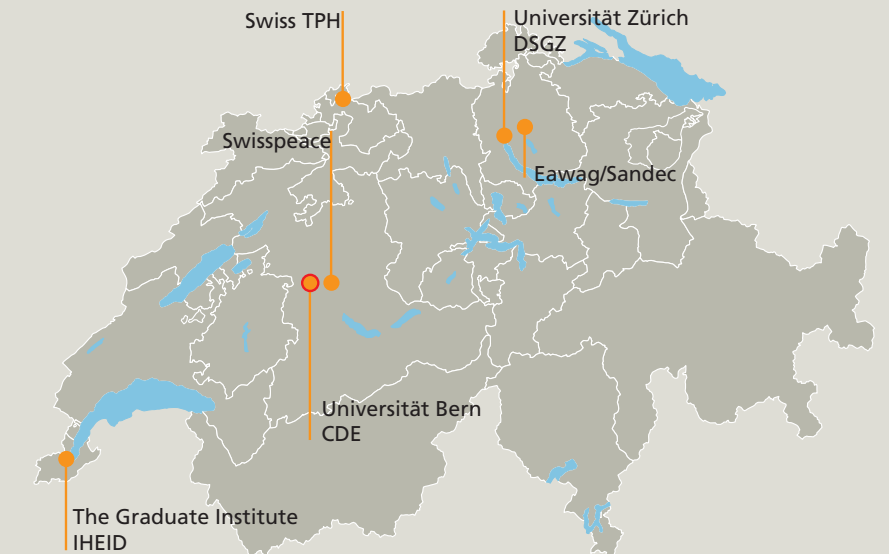 Swiss TPH
Universität Zürich
DSGZ
Swisspeace
Eawag/Sandec
Universität Bern
CDE
The Graduate Institute
IHEID